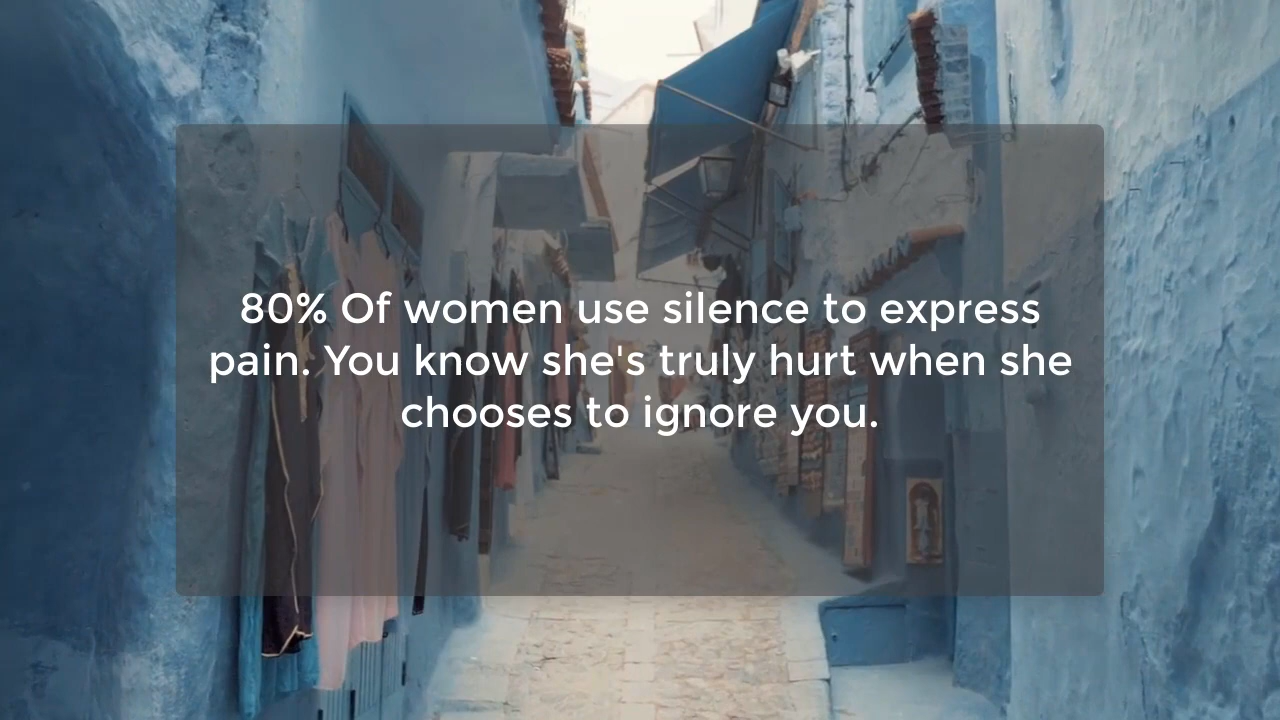 80% Of women use silence to express
pain. You know she's truly hurt when she
chooses to ignore you.